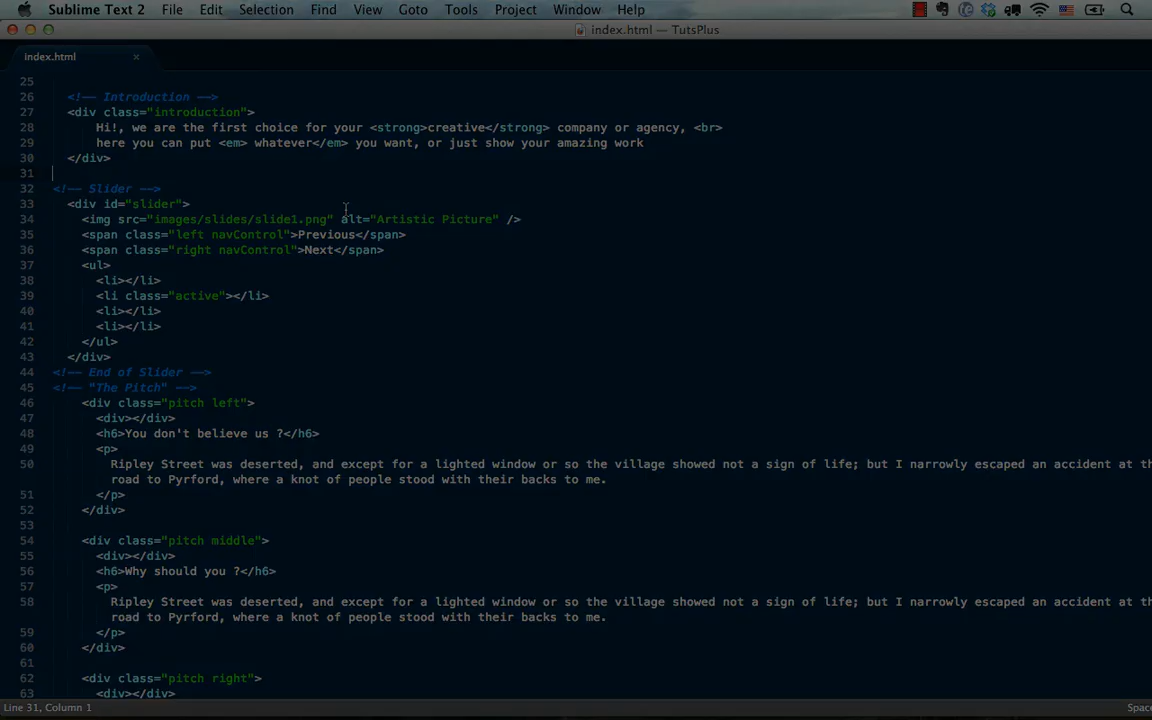 Sublime Text 2 File Edit Selection Find View Goto Tools Project Window Help
index.html — TutsPlus
index.html
25
26 <!-- Introduction -->
27 <div class="introduction">
28 Hi!, we are the first choice for your <strong>creative</strong> company or agency, <br>
29 here you can put <em> whatever</em> you want, or just show your amazing work
30 </div>
31
32 <!-- Slider -->
33 <div id="slider">
34 <img src="images/slides/slide1.png" alt="Artistic Picture" />
35 <span class="left navControl">Previous</span>
36 <span class="right navControl">Next</span>
37 <ul>
38 <li></li>
39 <li class="active"></li>
40 <li></li>
41 <li></li>
42 </ul>
43 </div>
44 <!-- End of Slider -->
45 <!-- "The Pitch" -->
46 <div class="pitch left">
47 <div></div>
48 <h6>You don't believe us ?</h6>
49 <p>
50 Ripley Street was deserted, and except for a lighted window or so the village showed not a sign of life; but I narrowly escaped an accident at th
road to Pyrford, where a knot of people stood with their backs to me.
51 </p>
52 </div>
53
54 <div class="pitch middle">
55 <div></div>
56 <h6>Why should you ?</h6>
57 <p>
58 Ripley Street was deserted, and except for a lighted window or so the village showed not a sign of life; but I narrowly escaped an accident at th
road to Pyrford, where a knot of people stood with their backs to me.
59 </p>
60 </div>
61
62 <div class="pitch right">
63 <div></div>
Line 31, Column 1 Space